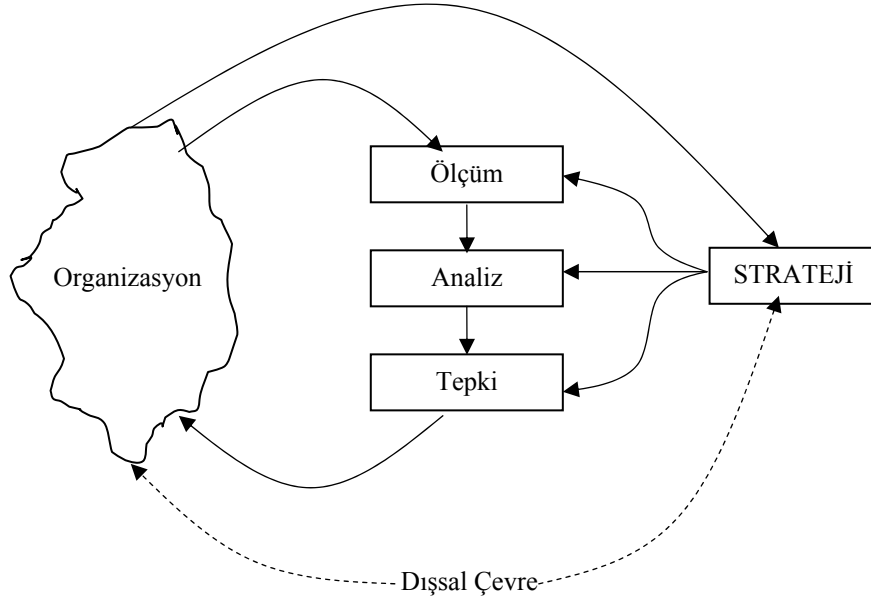 Ölçüm
Organizasyon
Analiz
STRATEJİ
Tepki
Dışsal Çevre